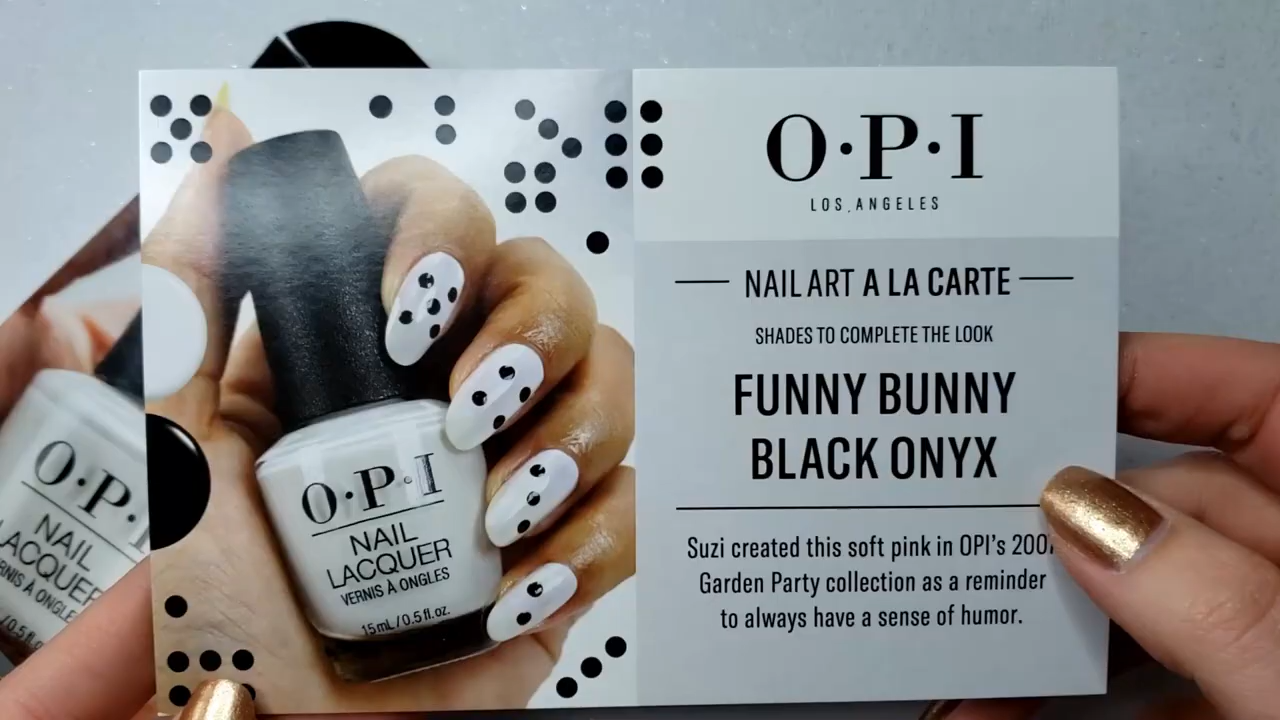 O·P·I
LOS ANGELES
NAIL ART A LA CARTE
SHADES TO COMPLETE THE LOOK
FUNNY BUNNY
BLACK ONYX
Suzi created this soft pink in OPI's
Garden Party collection as a reminder
to always have a sense of humor.
O·P·I
NAIL
LACQUER
VERNIS À ONGLES
15mL/0.5 fl.oz.
O·P·I
NAIL
LACQUER